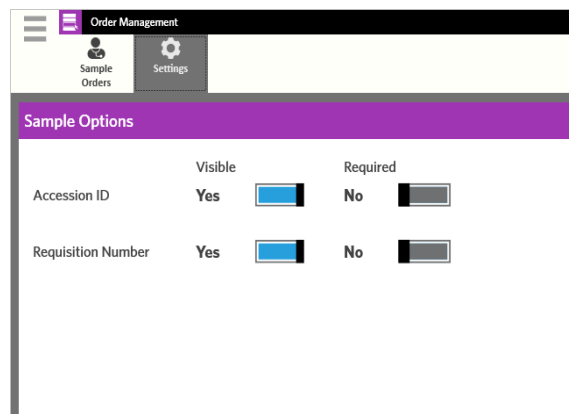 Order Management
Sample
Orders
Settings
Sample Options
Visible
Required
Accession ID
Yes
No
Requisition Number
Yes
No